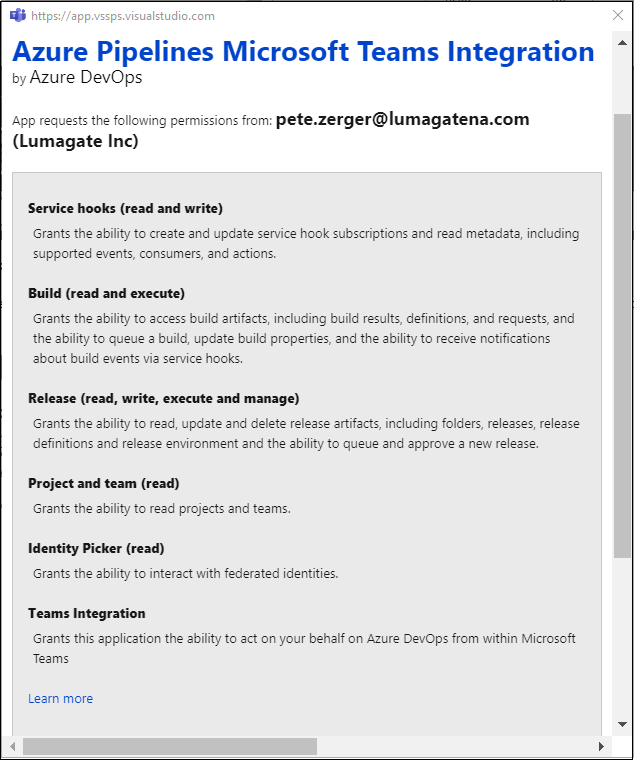 https://app.vssps.visualstudio.com
Azure Pipelines Microsoft Teams Integration
by Azure DevOps
App requests the following permissions from: pete.zerger@lumagatena.com
(Lumagate Inc)
Service hooks (read and write)
Grants the ability to create and update service hook subscriptions and read metadata, including
supported events, consumers, and actions.
Build (read and execute)
Grants the ability to access build artifacts, including build results, definitions, and requests, and
the ability to queue a build, update build properties, and the ability to receive notifications
about build events via service hooks.
Release (read, write, execute and manage)
Grants the ability to read, update and delete release artifacts, including folders, releases, release
definitions and release environment and the ability to queue and approve a new release.
Project and team (read)
Grants the ability to read projects and teams.
Identity Picker (read)
Grants the ability to interact with federated identities.
Teams Integration
Grants this application the ability to act on your behalf on Azure DevOps from within Microsoft
Teams
Learn more